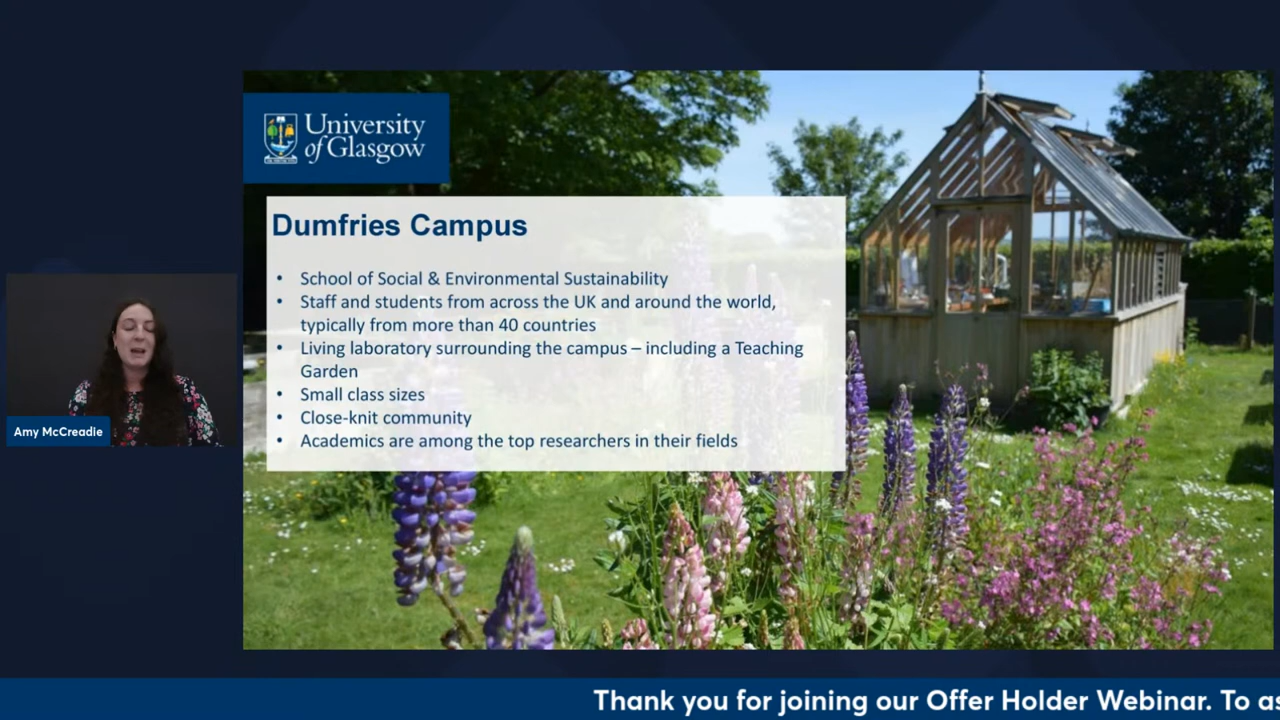 University
of Glasgow
Dumfries Campus
• School of Social & Environmental Sustainability
• Staff and students from across the UK and around the world,
typically from more than 40 countries
• Living laboratory surrounding the campus – including a Teaching
Garden
• Small class sizes
• Close-knit community
• Academics are among the top researchers in their fields
Amy McCreadie
Thank you for joining our Offer Holder Webinar. To as